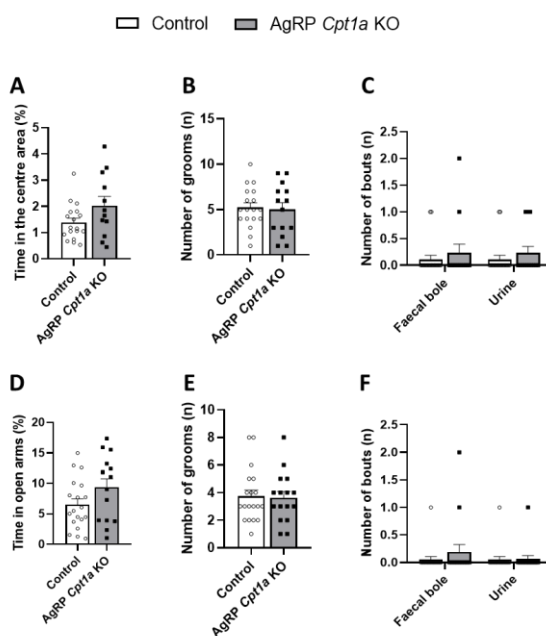 Control AgRP Cpt1a KO
A
Time in the centre area (%)
5
4
3
2
1
0
Control
AgRP Cpt1a KO
B
Number of grooms (n)
15
10
5
0
Control
AgRP Cpt1a KO
C
Number of bouts (n)
2.5
2.0
1.5
1.0
0.5
0.0
Faecal bole
Urine
D
Time in open arms (%)
20
15
10
5
0
Control
AgRP Cpt1a KO
E
Number of grooms (n)
10
8
6
4
2
0
Control
AgRP Cpt1a KO
F
Number of bouts (n)
2.5
2.0
1.5
1.0
0.5
0.0
Faecal bole
Urine